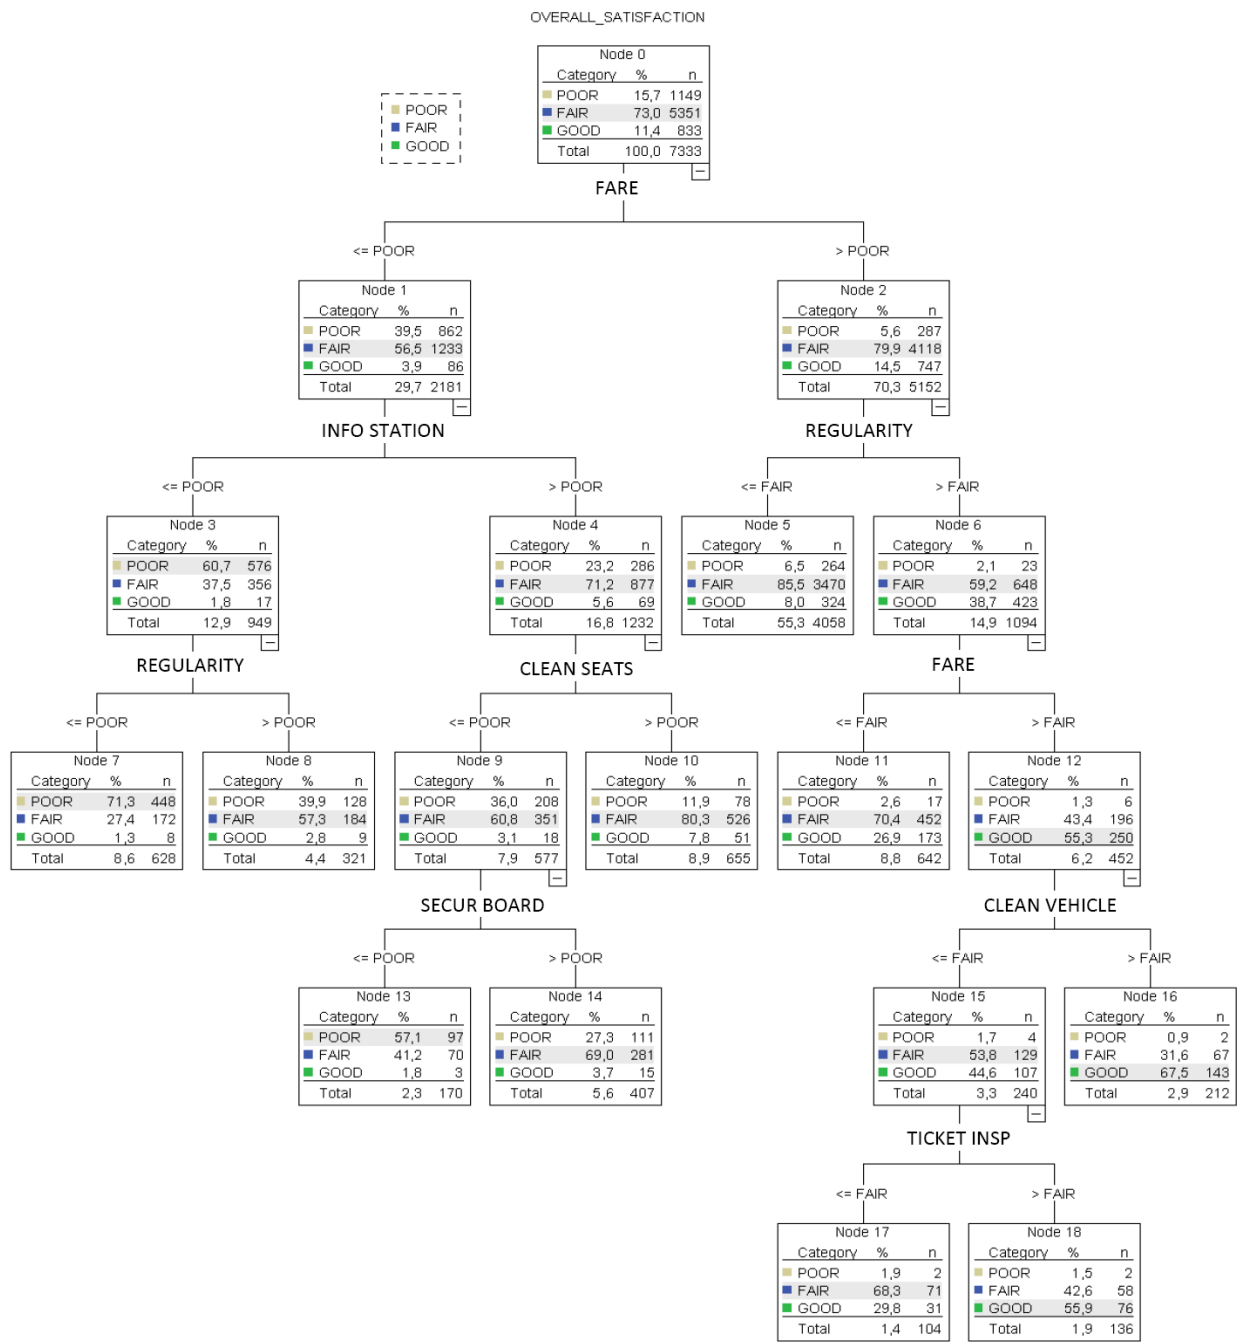 OVERALL_SATISFACTION
POOR
FAIR
GOOD
Node 0
Category % n
POOR 15,7 1149
FAIR 73,0 5351
GOOD 11,4 833
Total 100,0 7333
FARE
<= POOR
> POOR
Node 1
Category % n
POOR 39,5 862
FAIR 56,5 1233
GOOD 3,9 86
Total 29,7 2181
Node 2
Category % n
POOR 5,6 287
FAIR 79,9 4118
GOOD 14,5 747
Total 70,3 5152
INFO STATION
REGULARITY
<= POOR
> POOR
<= FAIR
> FAIR
Node 3
Category % n
POOR 60,7 576
FAIR 37,5 356
GOOD 1,8 17
Total 12,9 949
Node 4
Category % n
POOR 23,2 286
FAIR 71,2 877
GOOD 5,6 69
Total 16,8 1232
Node 5
Category % n
POOR 6,5 264
FAIR 85,5 3470
GOOD 8,0 324
Total 55,3 4058
Node 6
Category % n
POOR 2,1 23
FAIR 59,2 648
GOOD 38,7 423
Total 14,9 1094
REGULARITY
CLEAN SEATS
FARE
<= POOR
> POOR
<= POOR
> POOR
<= FAIR
> FAIR
Node 7
Category % n
POOR 71,3 448
FAIR 27,4 172
GOOD 1,3 8
Total 8,6 628
Node 8
Category % n
POOR 39,9 128
FAIR 57,3 184
GOOD 2,8 9
Total 4,4 321
Node 9
Category % n
POOR 36,0 208
FAIR 60,8 351
GOOD 3,1 18
Total 7,9 577
Node 10
Category % n
POOR 11,9 78
FAIR 80,3 526
GOOD 7,8 51
Total 8,9 655
Node 11
Category % n
POOR 2,6 17
FAIR 70,4 452
GOOD 26,9 173
Total 8,8 642
Node 12
Category % n
POOR 1,3 6
FAIR 43,4 196
GOOD 55,3 250
Total 6,2 452
SECUR BOARD
CLEAN VEHICLE
<= POOR
> POOR
<= FAIR
> FAIR
Node 13
Category % n
POOR 57,1 97
FAIR 41,2 70
GOOD 1,8 3
Total 2,3 170
Node 14
Category % n
POOR 27,3 111
FAIR 69,0 281
GOOD 3,7 15
Total 5,6 407
Node 15
Category % n
POOR 1,7 4
FAIR 53,8 129
GOOD 44,6 107
Total 3,3 240
Node 16
Category % n
POOR 0,9 2
FAIR 31,6 67
GOOD 67,5 143
Total 2,9 212
TICKET INSP
<= FAIR
> FAIR
Node 17
Category % n
POOR 1,9 2
FAIR 68,3 71
GOOD 29,8 31
Total 1,4 104
Node 18
Category % n
POOR 1,5 2
FAIR 42,6 58
GOOD 55,9 76
Total 1,9 136